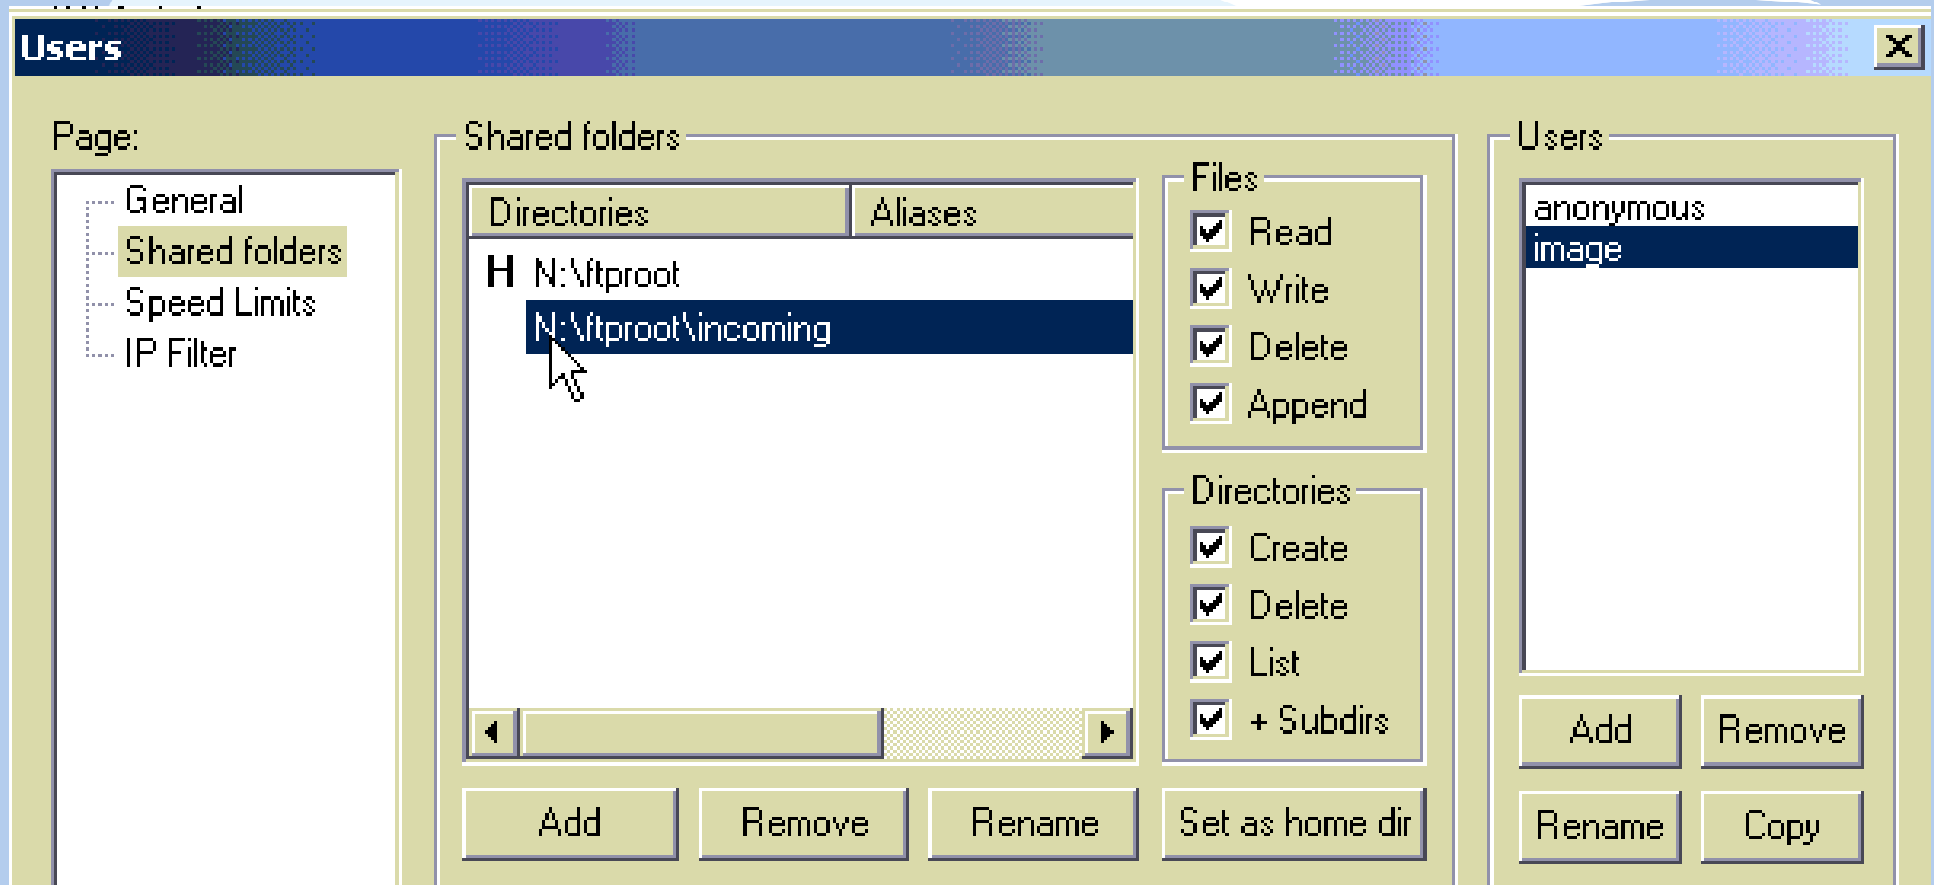 Users
Page:
General
Shared folders
Speed Limits
IP Filter
Shared folders
Directories Aliases
H N:\ftproot
N:\ftproot\incoming
Add Remove Rename Set as home dir
Files
Read
Write
Delete
Append
Directories
Create
Delete
List
+ Subdirs
Users
anonymous
image
Add Remove
Rename Copy